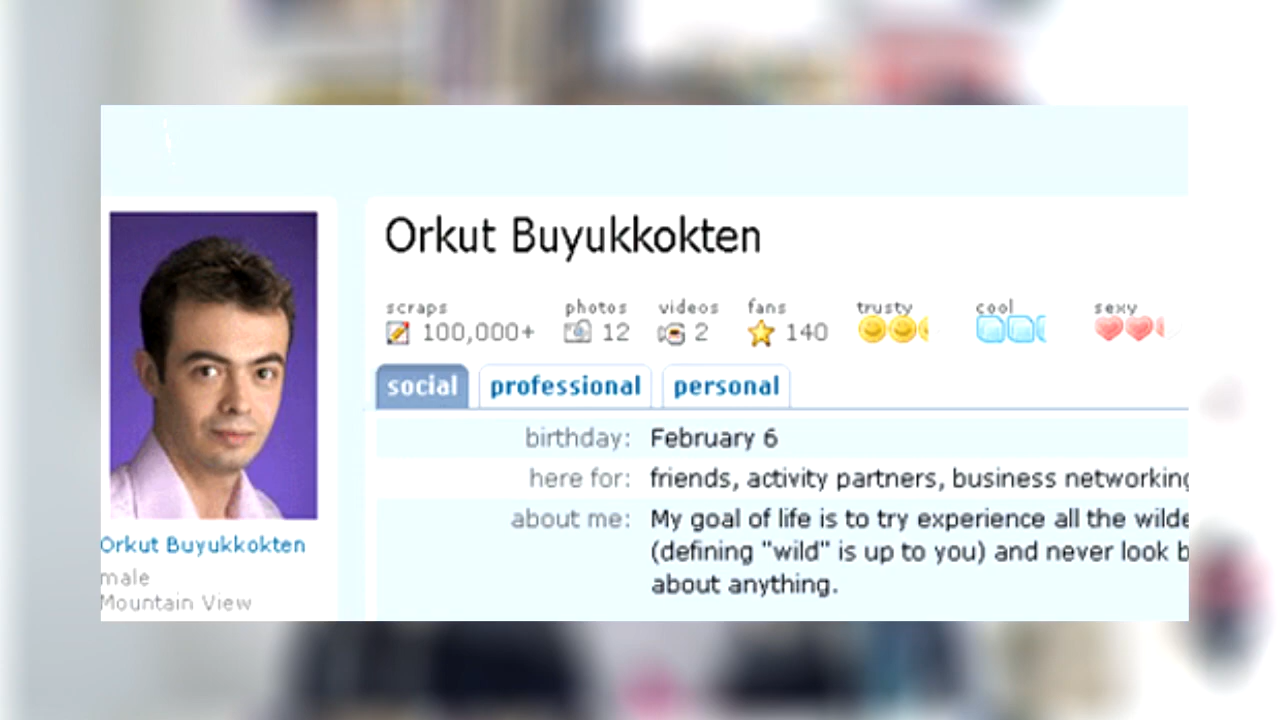 Orkut Buyukkokten
scraps photos videos fans trusty cool sexy
100,000+ 12 2 140
social professional personal
birthday: February 6
here for: friends, activity partners, business networking
about me: My goal of life is to try experience all the wilde
(defining "wild" is up to you) and never look b
about anything.
Orkut Buyukkokten
male
Mountain View